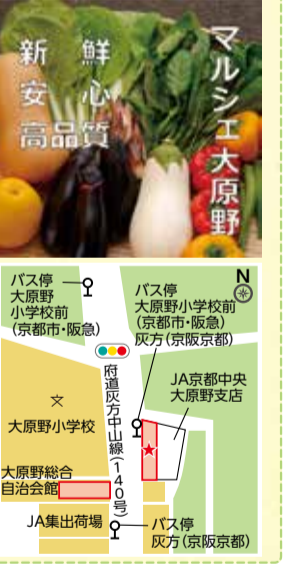 マルシェ大原野
新鮮
安心
高品質
バス停
大原野
小学校前
(京都市・阪急)
N
バス停
大原野小学校前
(京都市・阪急)
灰方(京阪京都)
JA京都中央
大原野支店
府道灰方中山線(140号)
文
大原野小学校
大原野総合
自治会館
JA集出荷場
バス停
灰方(京阪京都)